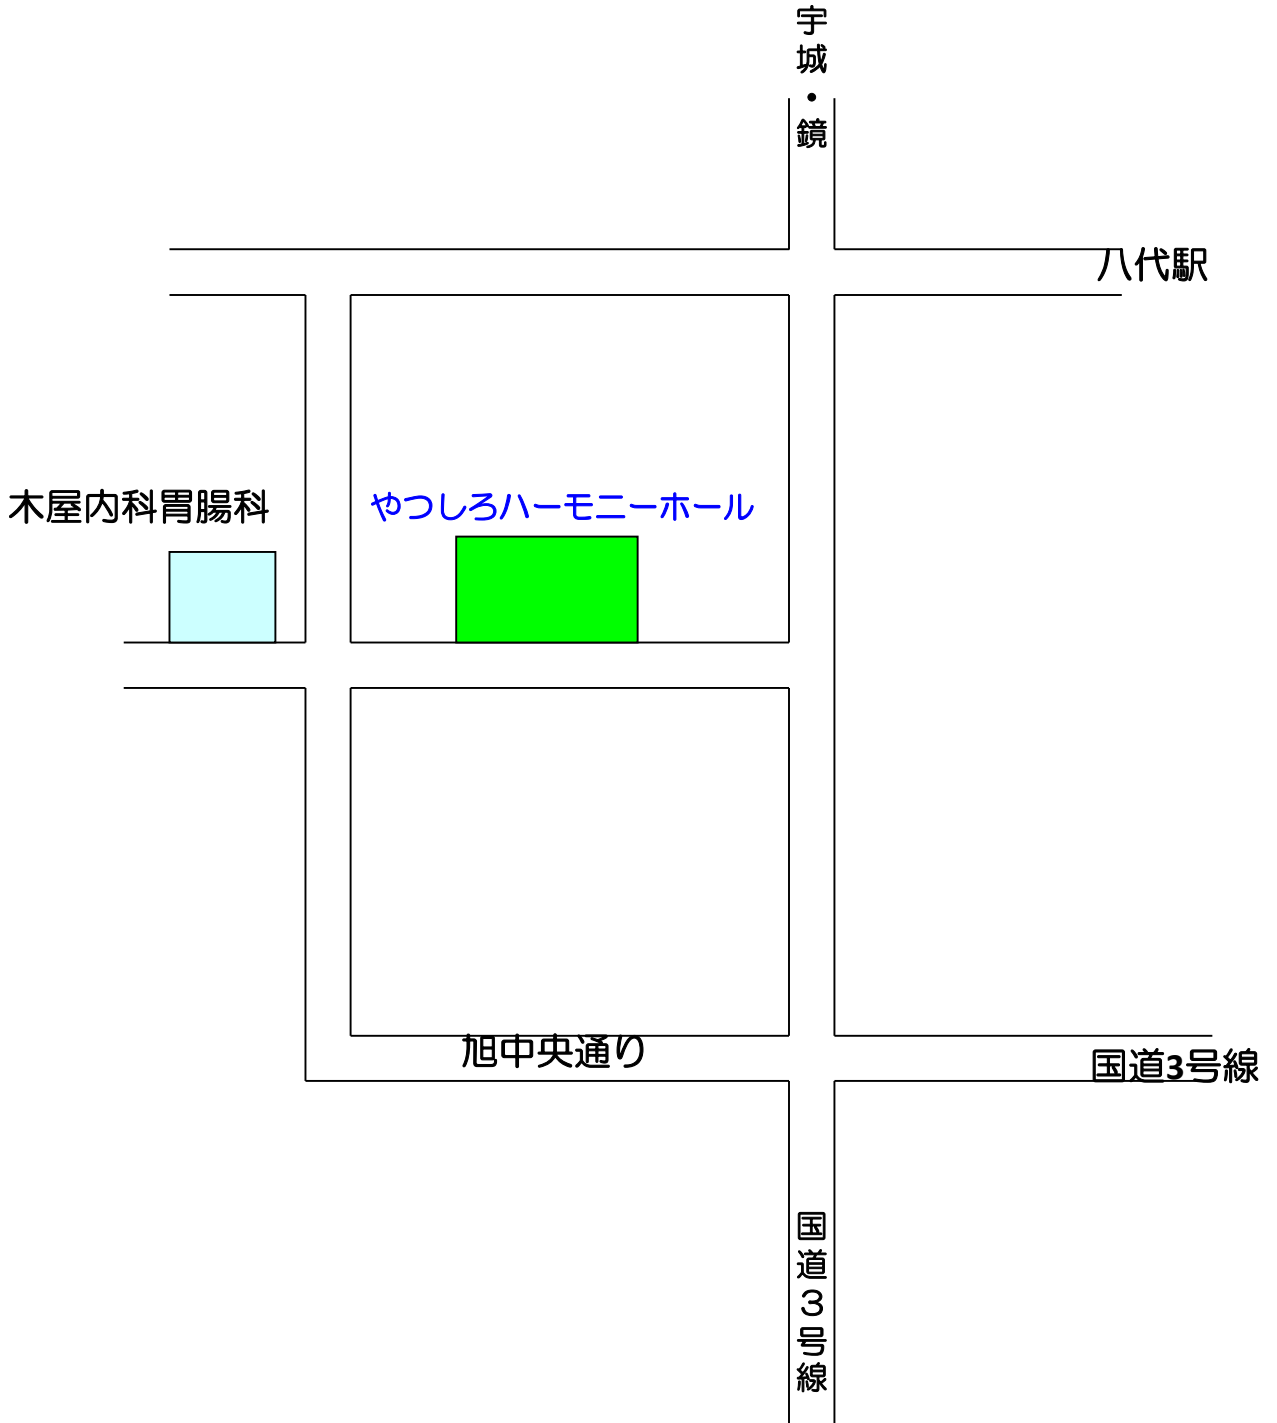 宇城・鏡
八代駅
木屋内科胃腸科
やつしろハーモニーホール
旭中央通り
国道3号線
国道３号線